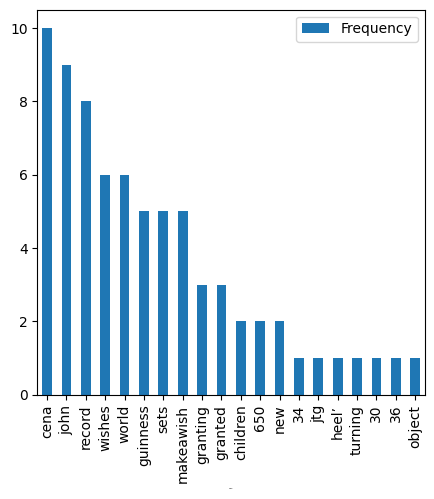 Frequency
10
8
6
4
2
0
cena
john
record
wishes
world
guinness
sets
makeawish
granting
granted
children
650
new
34
jtg
heel’
turning
30
36
object